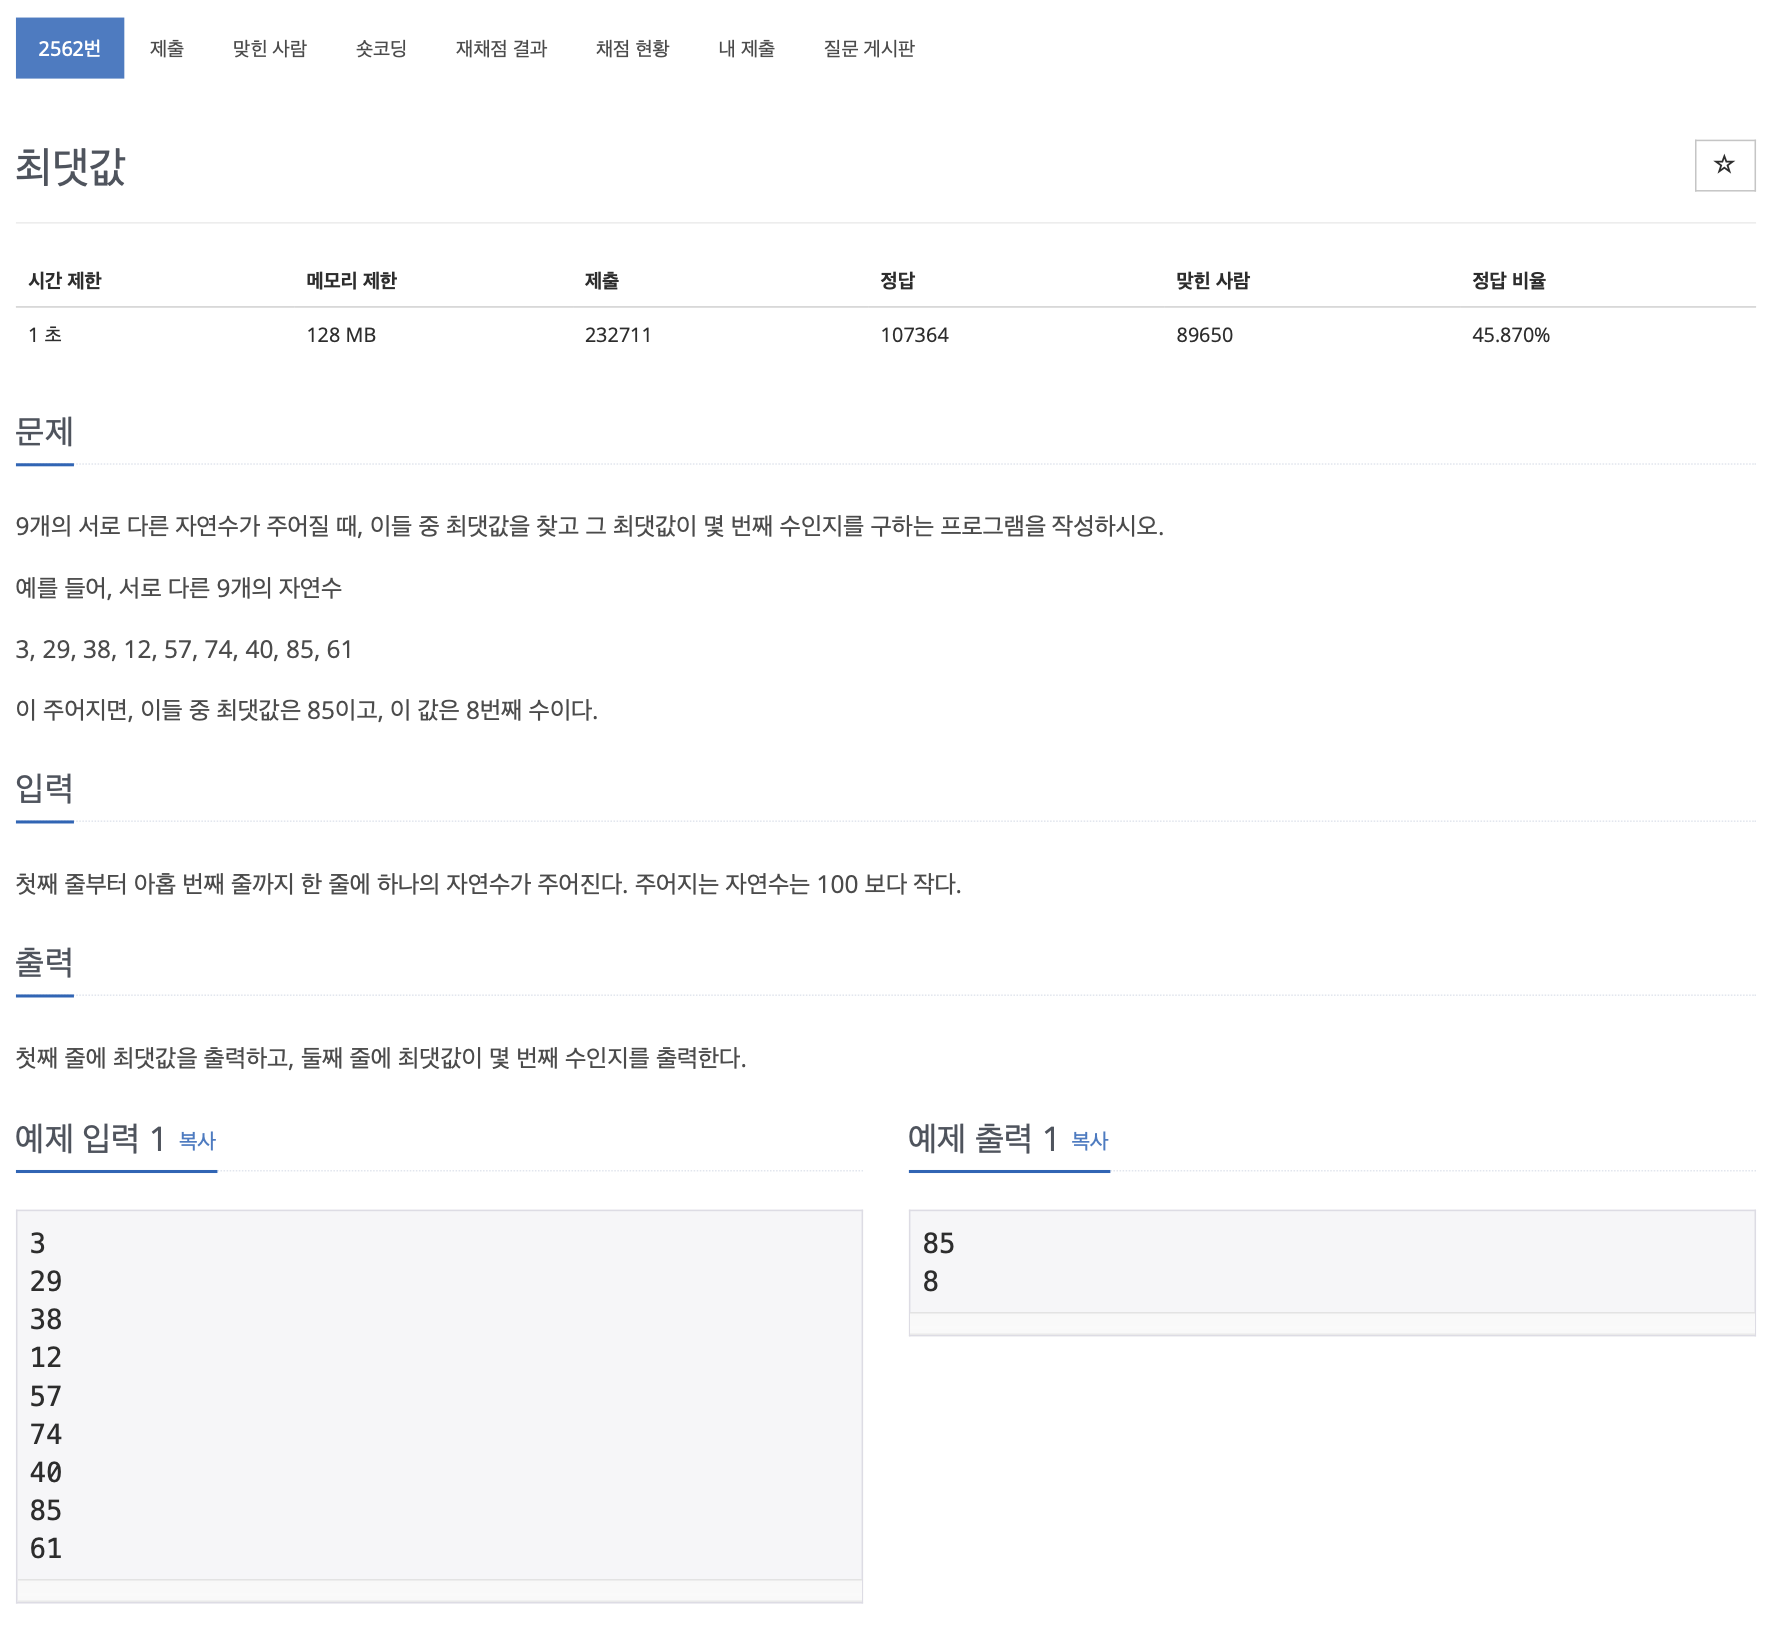 2562번 제출 맞힌 사람 숏코딩 재채점 결과 채점 현황 내 제출 질문 게시판
최댓값
☆
시간 제한 메모리 제한 제출 정답 맞힌 사람 정답 비율
1 초 128 MB 232711 107364 89650 45.870%
문제
9개의 서로 다른 자연수가 주어질 때, 이들 중 최댓값을 찾고 그 최댓값이 몇 번째 수인지를 구하는 프로그램을 작성하시오.
예를 들어, 서로 다른 9개의 자연수
3, 29, 38, 12, 57, 74, 40, 85, 61
이 주어지면, 이들 중 최댓값은 85이고, 이 값은 8번째 수이다.
입력
첫째 줄부터 아홉 번째 줄까지 한 줄에 하나의 자연수가 주어진다. 주어지는 자연수는 100 보다 작다.
출력
첫째 줄에 최댓값을 출력하고, 둘째 줄에 최댓값이 몇 번째 수인지를 출력한다.
예제 입력 1 복사
3
29
38
12
57
74
40
85
61
예제 출력 1 복사
85
8